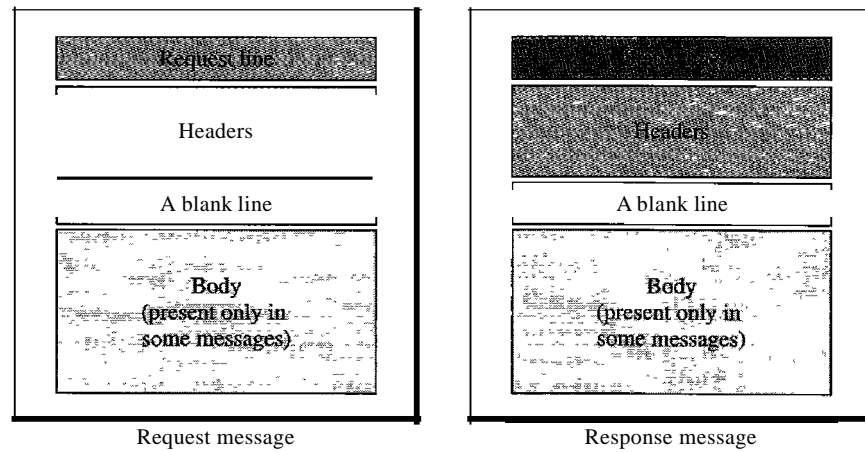 Request line
Headers
A blank line
Body
(present only in
some messages)
Request message
Headers
A blank line
Body
(present only in
some messages)
Response message